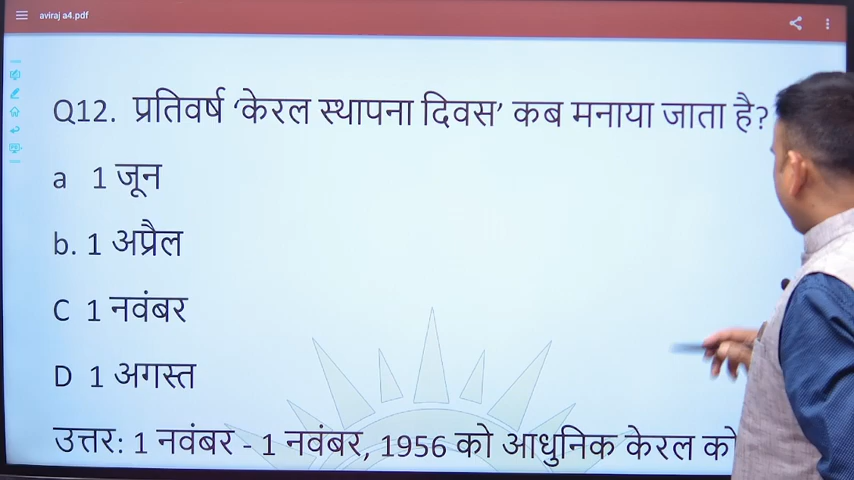 aviraj a4.pdf
Q12. प्रतिवर्ष ‘केरल स्थापना दिवस’ कब मनाया जाता है?
a 1 जून
b. 1 अप्रैल
C 1 नवंबर
D 1 अगस्त
उत्तर: 1 नवंबर - 1 नवंबर, 1956 को आधुनिक केरल को